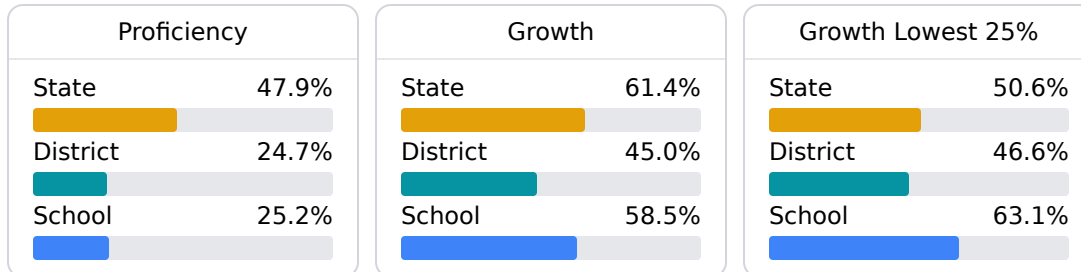 Proficiency
State 47.9%
District 24.7%
School 25.2%
Growth
State 61.4%
District 45.0%
School 58.5%
Growth Lowest 25%
State 50.6%
District 46.6%
School 63.1%